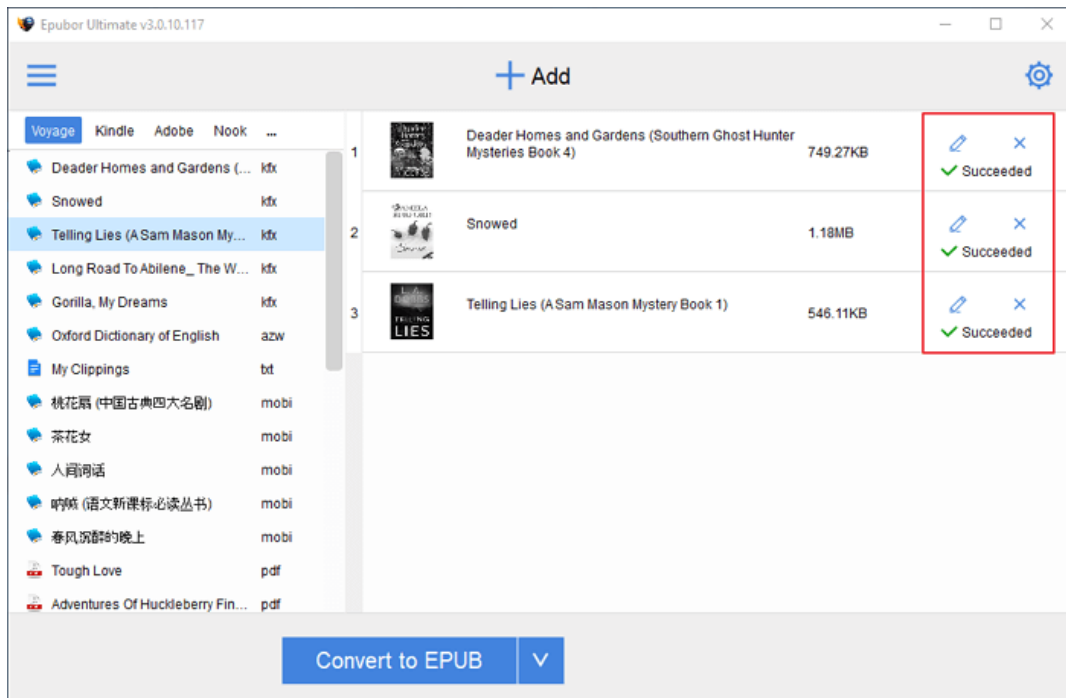 Epubor Ultimate v3.0.10.117
Add
Voyage Kindle Adobe Nook ...
Deader Homes and Gardens (... kfx
Snowed kfx
Telling Lies (A Sam Mason My... kfx
Long Road To Abilene_ The W... kfx
Gorilla, My Dreams kfx
Oxford Dictionary of English azw
My Clippings txt
桃花扇 (中国古典四大名剧) mobi
茶花女 mobi
人间词话 mobi
呐喊 (语文新课标必读丛书) mobi
春风沉醉的晚上 mobi
Tough Love pdf
Adventures Of Huckleberry Fin... pdf
1
Deader Homes and Gardens (Southern Ghost Hunter
Mysteries Book 4)
749.27KB
Succeeded
2
Snowed
1.18MB
Succeeded
3
TELLING
LIES
Telling Lies (A Sam Mason Mystery Book 1)
546.11KB
Succeeded
Convert to EPUB